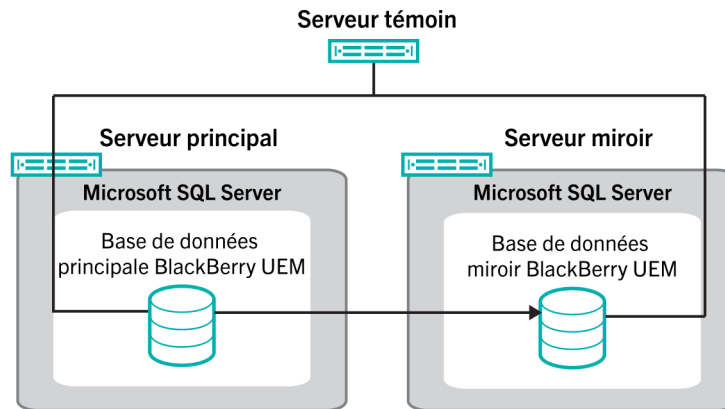 Serveur témoin
Serveur principal
Serveur miroir
Microsoft SQL Server
Microsoft SQL Server
Base de données
principale BlackBerry UEM
Base de données
miroir BlackBerry UEM